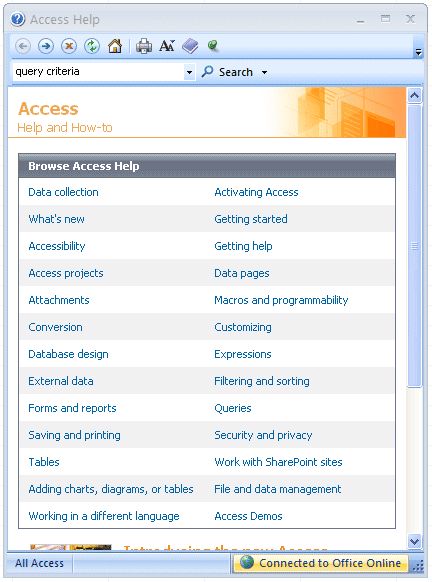 Access Help
query criteria
Search
Access
Help and How-to
Browse Access Help
Data collection Activating Access
What's new Getting started
Accessibility Getting help
Access projects Data pages
Attachments Macros and programmability
Conversion Customizing
Database design Expressions
External data Filtering and sorting
Forms and reports Queries
Saving and printing Security and privacy
Tables Work with SharePoint sites
Adding charts, diagrams, or tables File and data management
Working in a different language Access Demos
Introducing the new Access
All Access Connected to Office Online